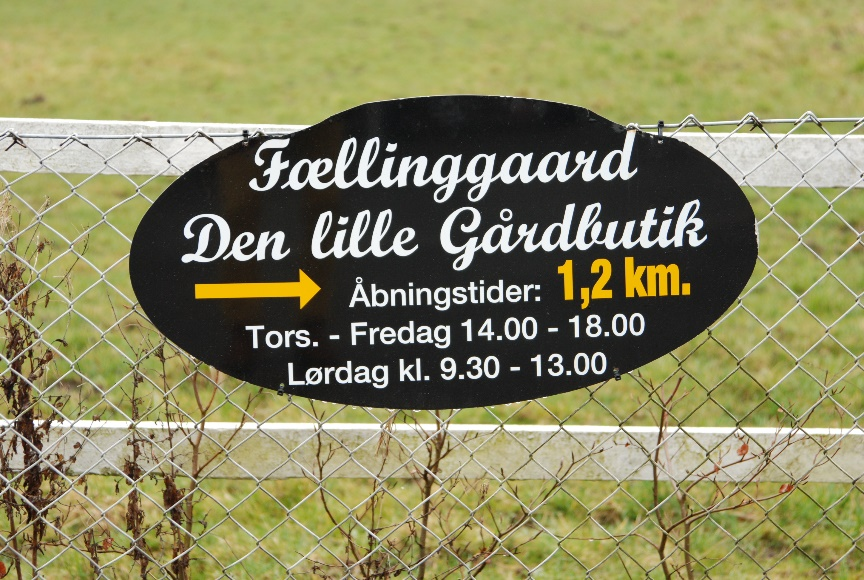 Fællinggaard
Den lille Gårdbutik
Åbningstider: 1,2 km.
Tors. - Fredag 14.00 - 18.00
Lørdag kl. 9.30 - 13.00